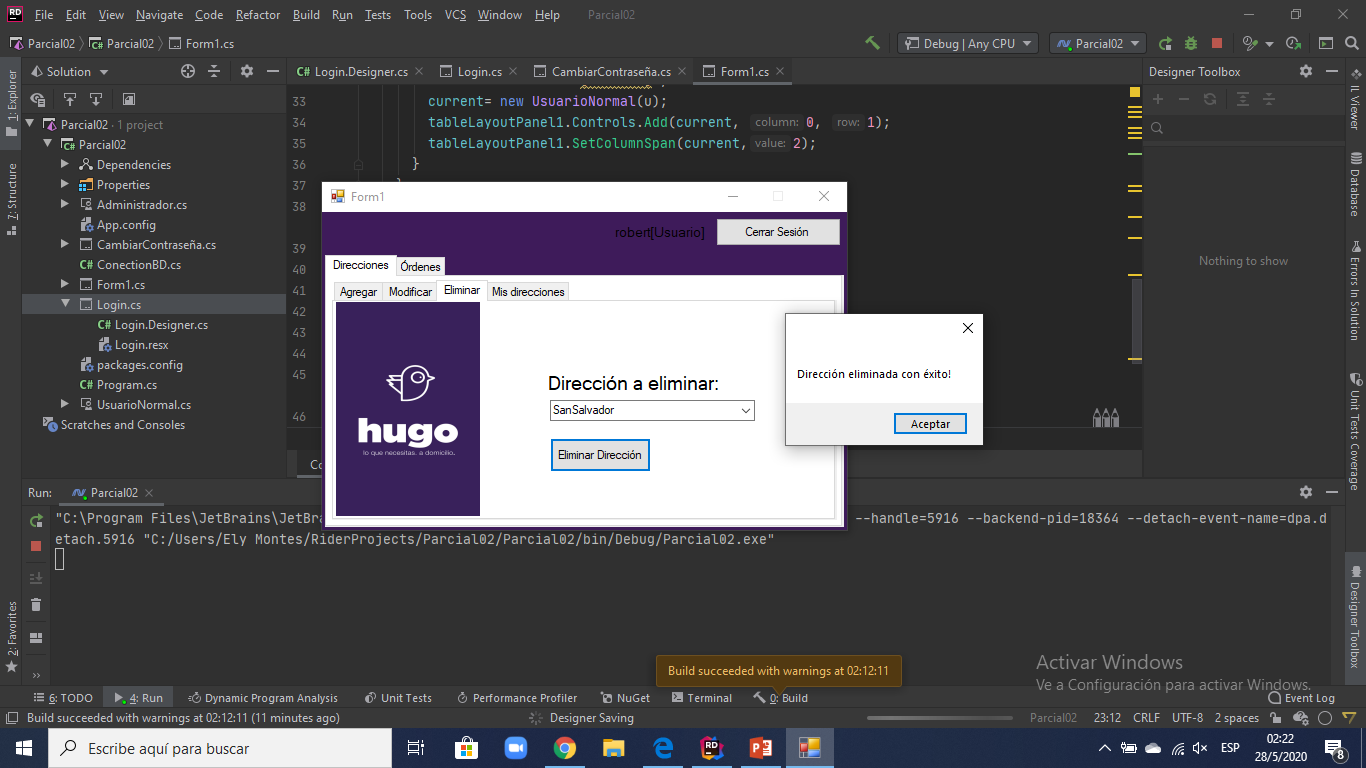 File Edit View Navigate Code Refactor Build Run Tests Tools VCS Window Help Parcial02
Parcial02 Parcial02 Form1.cs
Debug | Any CPU Parcial02
Solution
Login.Designer.cs Login.cs CambiarContraseña.cs Form1.cs
Designer Toolbox
1: Explorer
7: Structure
2: Favorites
Parcial02 · 1 project
Parcial02
Dependencies
Properties
Administrador.cs
App.config
CambiarContraseña.cs
ConectionBD.cs
Form1.cs
Login.cs
Login.Designer.cs
Login.resx
packages.config
Program.cs
UsuarioNormal.cs
Scratches and Consoles
33 current= new UsuarioNormal(u);
34 tableLayoutPanel1.Controls.Add(current, column: 0, row: 1);
35 tableLayoutPanel1.SetColumnSpan(current, value: 2);
36 }
37
38
39
40
41
42
43
44
45
46
Form1
robert[Usuario] Cerrar Sesión
Direcciones Órdenes
Agregar Modificar Eliminar Mis direcciones
hugo
lo que necesitas, a domicilio.
Dirección a eliminar:
SanSalvador
Eliminar Dirección
Dirección eliminada con éxito!
Aceptar
Nothing to show
IL Viewer
Database
Errors In Solution
Unit Tests Coverage
Designer Toolbox
Run: Parcial02
"C:\Program Files\JetBrains\JetBra --handle=5916 --backend-pid=18364 --detach-event-name=dpa.d
etach.5916 "C:/Users/Ely Montes/RiderProjects/Parcial02/Parcial02/bin/Debug/Parcial02.exe"
Build succeeded with warnings at 02:12:11
Activar Windows
Ve a Configuración para activar Windows.
6: TODO 4: Run Dynamic Program Analysis Unit Tests Performance Profiler NuGet Terminal 0: Build Event Log
Build succeeded with warnings at 02:12:11 (11 minutes ago) Designer Saving Parcial02 23:12 CRLF UTF-8 2 spaces
Escribe aquí para buscar
ESP
02:22
28/5/2020
8